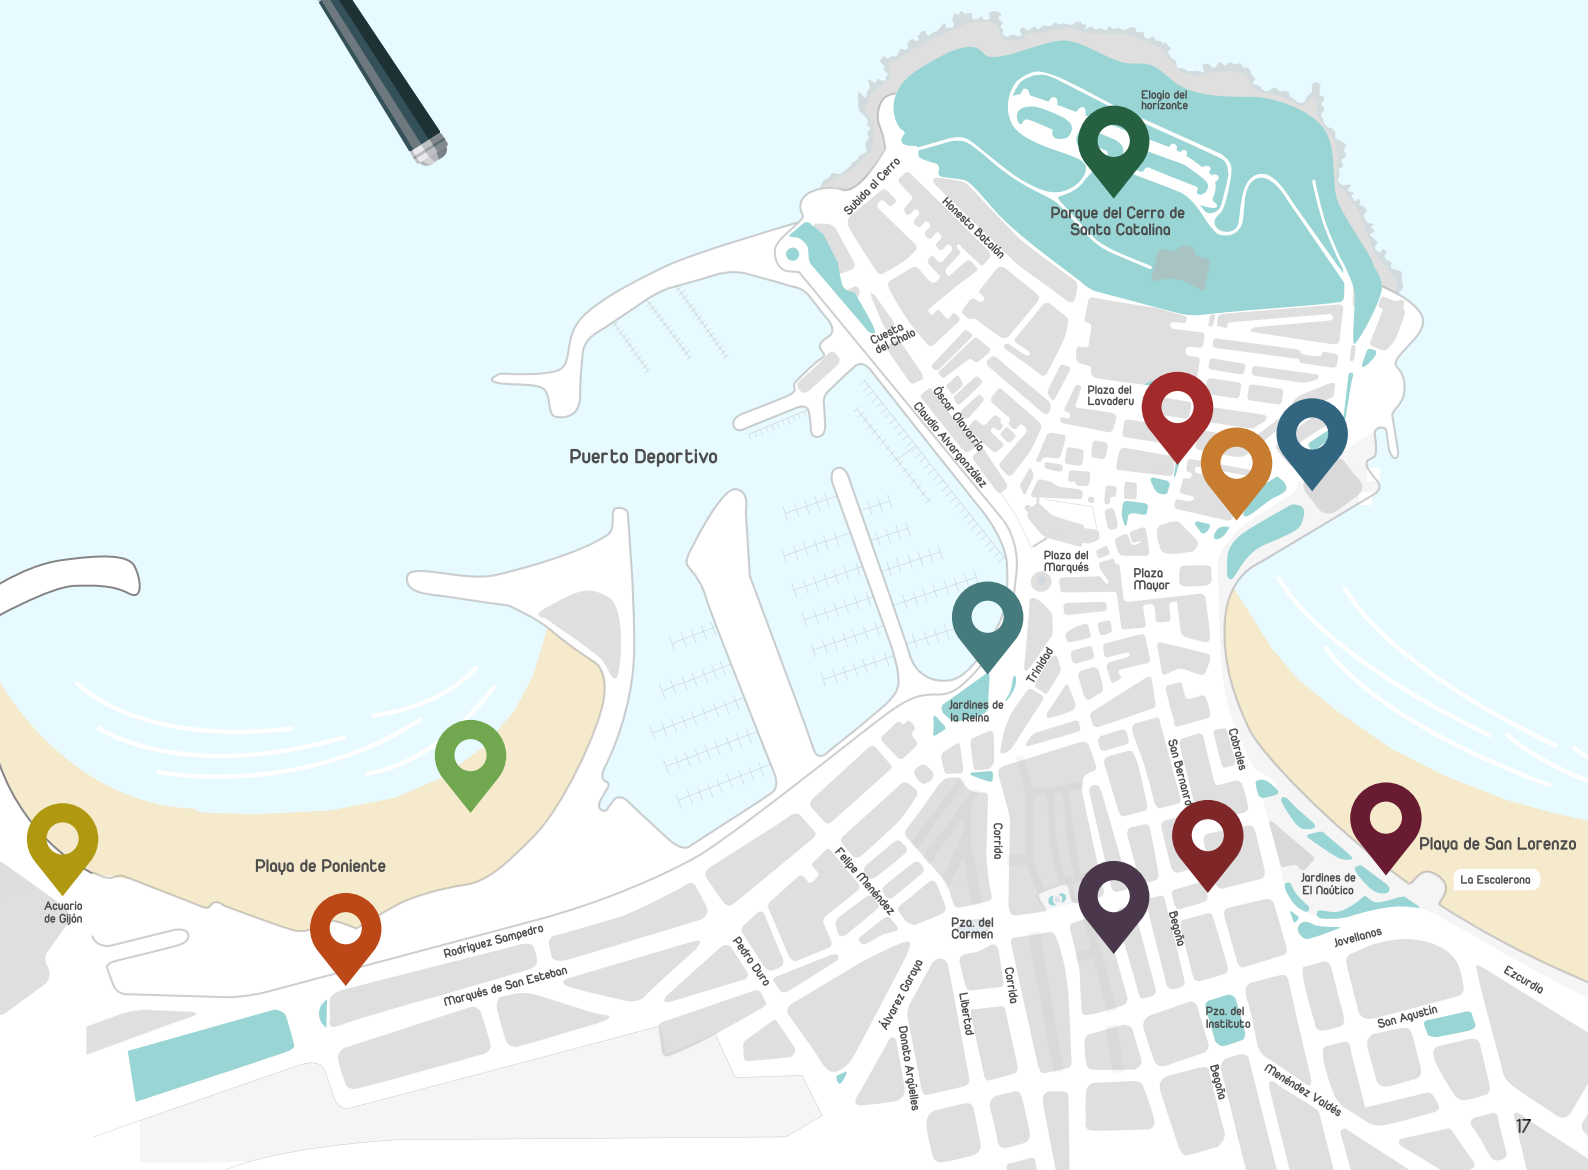 Elogio del
horizonte
Parque del Cerro de
Santa Catalina
Subida al Cerro
Honesto Batalón
Cuesta
del Cholo
Óscar Olavarría
Claudio Alvargonzález
Plaza del
Lavaderu
Puerto Deportivo
Plaza del
Marqués
Plaza
Mayor
Trinidad
Jardines de
la Reina
Cabrales
San Bernardo
Corrida
Playa de San Lorenzo
La Escalerona
Jardines de
El Naútico
Playa de Poniente
Acuario
de Gijón
Felipe Menéndez
Pza. del
Carmen
Begoña
Jovellanos
Rodríguez Sampedro
Marqués de San Esteban
Pedro Duro
Álvarez Garaya
Libertad
Corrida
Ezcurdia
San Agustín
Pza. del
Instituto
Donato Argüelles
Begoña
Menéndez Valdés
17